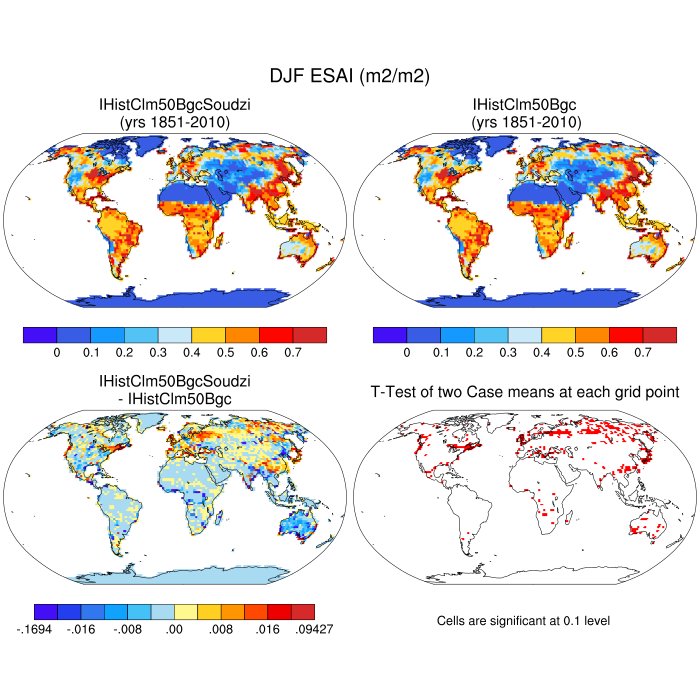 DJF ESAI (m2/m2)
IHistClm50BgcSoudzi
(yrs 1851-2010)
IHistClm50Bgc
(yrs 1851-2010)
0 0.1 0.2 0.3 0.4 0.5 0.6 0.7
0 0.1 0.2 0.3 0.4 0.5 0.6 0.7
IHistClm50BgcSoudzi
- IHistClm50Bgc
T-Test of two Case means at each grid point
-.1694 -.016 -.008 .00 .008 .016 .09427
Cells are significant at 0.1 level